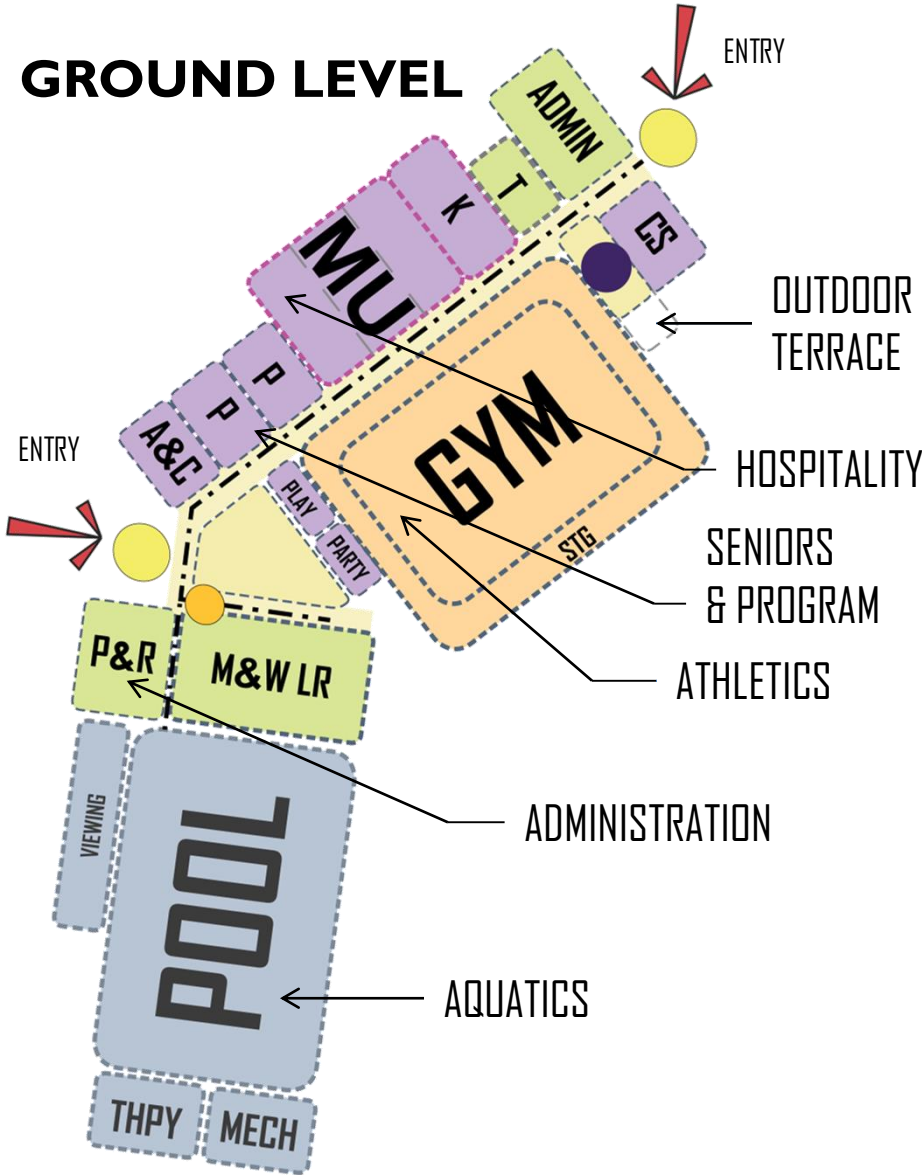 GROUND LEVEL
ENTRY
ADMIN
T
K
CS
MU
OUTDOOR
TERRACE
P
P
A&C
GYM
HOSPITALITY
ENTRY
PLAY
PARTY
STG
SENIORS
& PROGRAM
P&R
M&W LR
ATHLETICS
VIEWING
POOL
ADMINISTRATION
AQUATICS
THPY
MECH